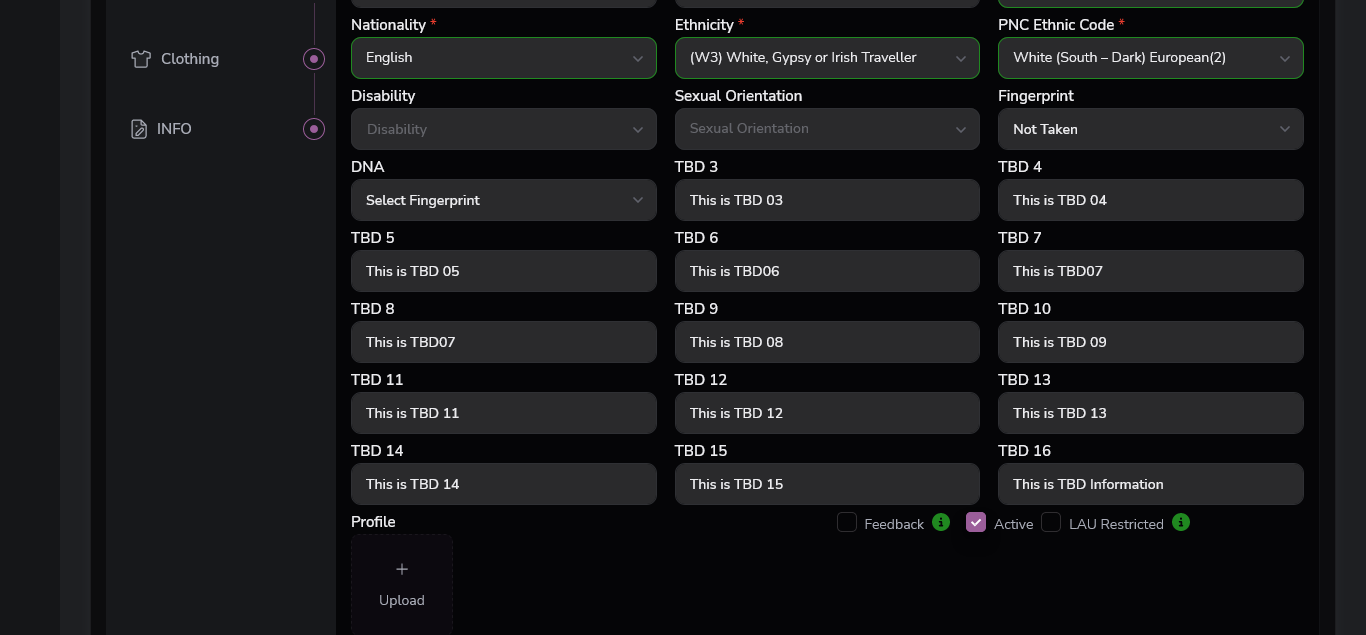 Clothing
INFO
Nationality * Ethnicity * PNC Ethnic Code *
English (W3) White, Gypsy or Irish Traveller White (South – Dark) European(2)
Disability Sexual Orientation Fingerprint
Disability Sexual Orientation Not Taken
DNA TBD 3 TBD 4
Select Fingerprint This is TBD 03 This is TBD 04
TBD 5 TBD 6 TBD 7
This is TBD 05 This is TBD06 This is TBD07
TBD 8 TBD 9 TBD 10
This is TBD07 This is TBD 08 This is TBD 09
TBD 11 TBD 12 TBD 13
This is TBD 11 This is TBD 12 This is TBD 13
TBD 14 TBD 15 TBD 16
This is TBD 14 This is TBD 15 This is TBD Information
Profile Feedback Active LAU Restricted
+
Upload